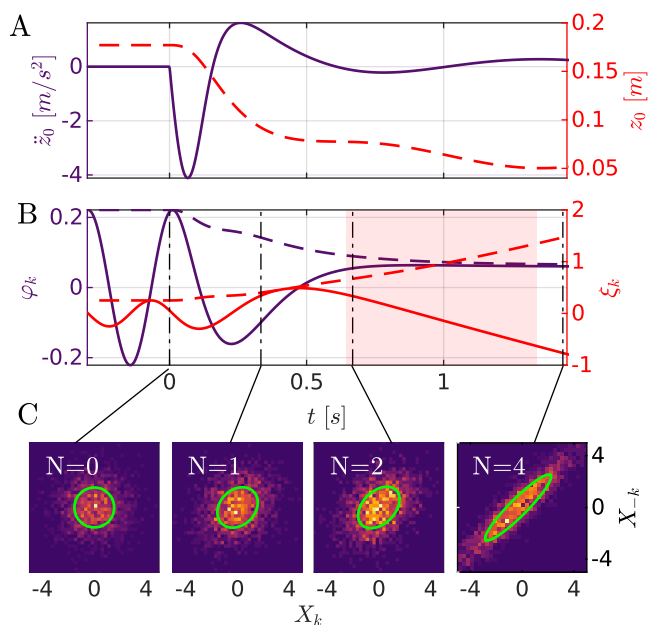 A
z̈₀ [m/s²]
0
-2
-4
0.2
0.15
0.1
0.05
z₀ [m]
B
φₖ
0.2
0
-0.2
2
1
0
-1
ξₖ
0 0.5 1
t [s]
C
N=0 N=1 N=2 N=4
4
0
-4
X₋ₖ
-4 0 4 -4 0 4 -4 0 4 -4 0 4
Xₖ